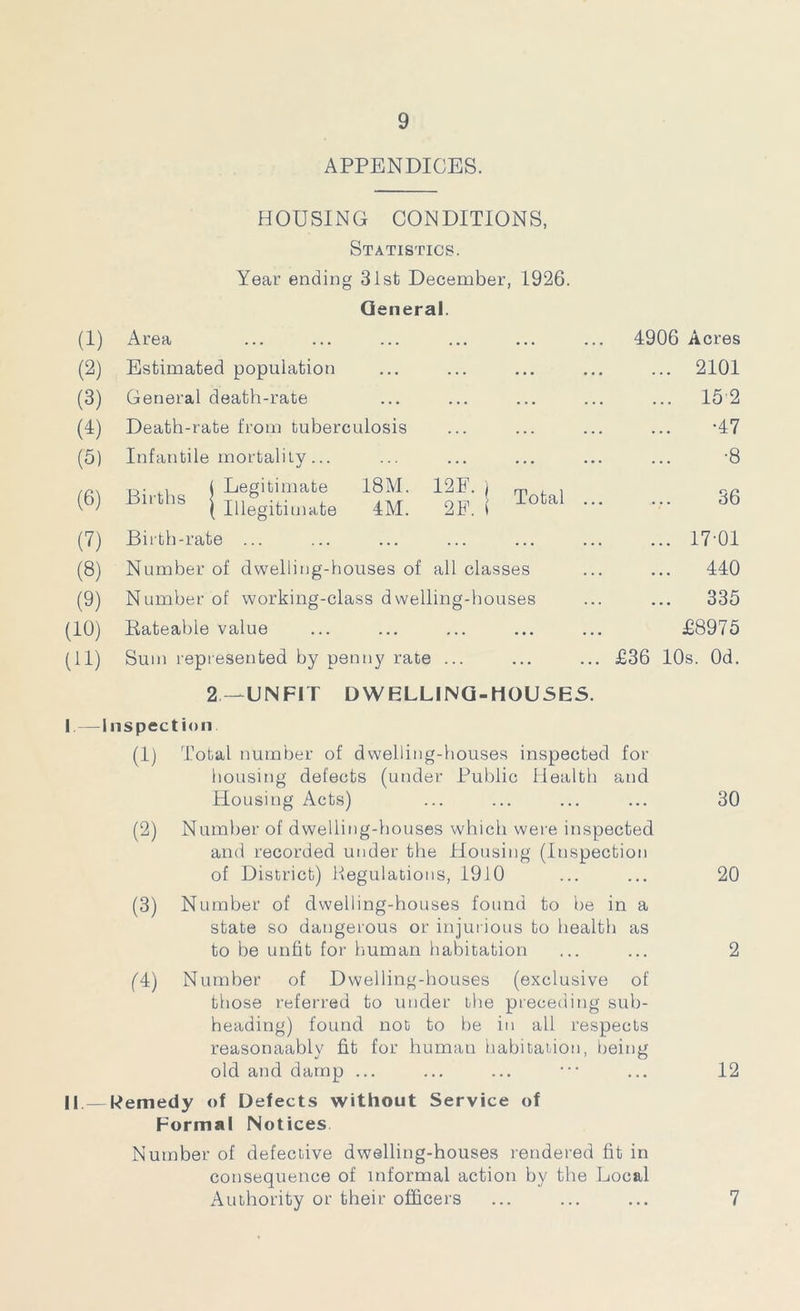 9
APPENDICES.
HOUSING CONDITIONS,
STATISTICS.
Year ending 31st December, 1926.
General.
(1) Area ... ... ... ... ... ... 4906 Acres
(2) Estimated population ... ... ... ... ... 2101
(3) General death-rate ... ... ... ... ... 15·2
(4) Death-rate from tuberculosis ... ... ... ... ·47
(5) Infantile mortality... ... ... ... ... ... ·8
(6) Births { Legitimate 18M. 12F. } Total ... ... 36
{ Illegitimate 4M. 2F. }
(7) Birth-rate ... ... ... ... ... ... ... 17·01
(8) Number of dwelling-houses of all classes ... ... 440
(9) Number of working-class dwelling-houses ... ... 335
(10) Rateable value ... ... ... ... ... £8975
(11) Sum represented by penny rate ... ... ... £36 10s. 0d.
2.—UNFIT DWELLING-HOUSES.
I.—Inspection.
(1) Total number of dwelling-houses inspected for
housing defects (under Public Health and
Housing Acts) ... ... ... ... 30
(2) Number of dwelling-houses which were inspected
and recorded under the Housing (Inspection
of District) Regulations, 1910 ... ... 20
(3) Number of dwelling-houses found to be in a
state so dangerous or injurious to health as
to be unfit for human habitation ... ... 2
(4) Number of Dwelling-houses (exclusive of
those referred to under the preceding sub-
heading) found not to be in all respects
reasonaably fit for human habitation, being
old and damp ... ... ... ... ... 12
II.—Remedy of Defects without Service of
Formal Notices.
Number of defective dwelling-houses rendered fit in
consequence of informal action by the Local
Authority or their officers ... ... ... 7